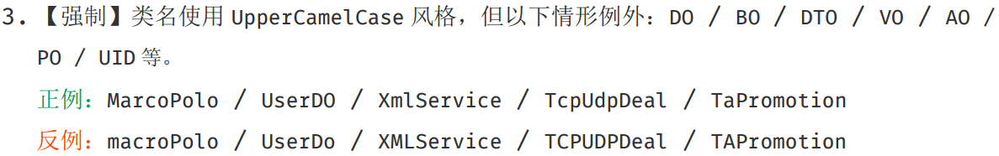 3. 【强制】类名使用 UpperCamelCase 风格，但以下情形例外：DO / BO / DTO / VO / AO /
PO / UID 等。
正例：MarcoPolo / UserDO / XmlService / TcpUdpDeal / TaPromotion
反例：macroPolo / UserDo / XMLService / TCPUDPDeal / TAPromotion